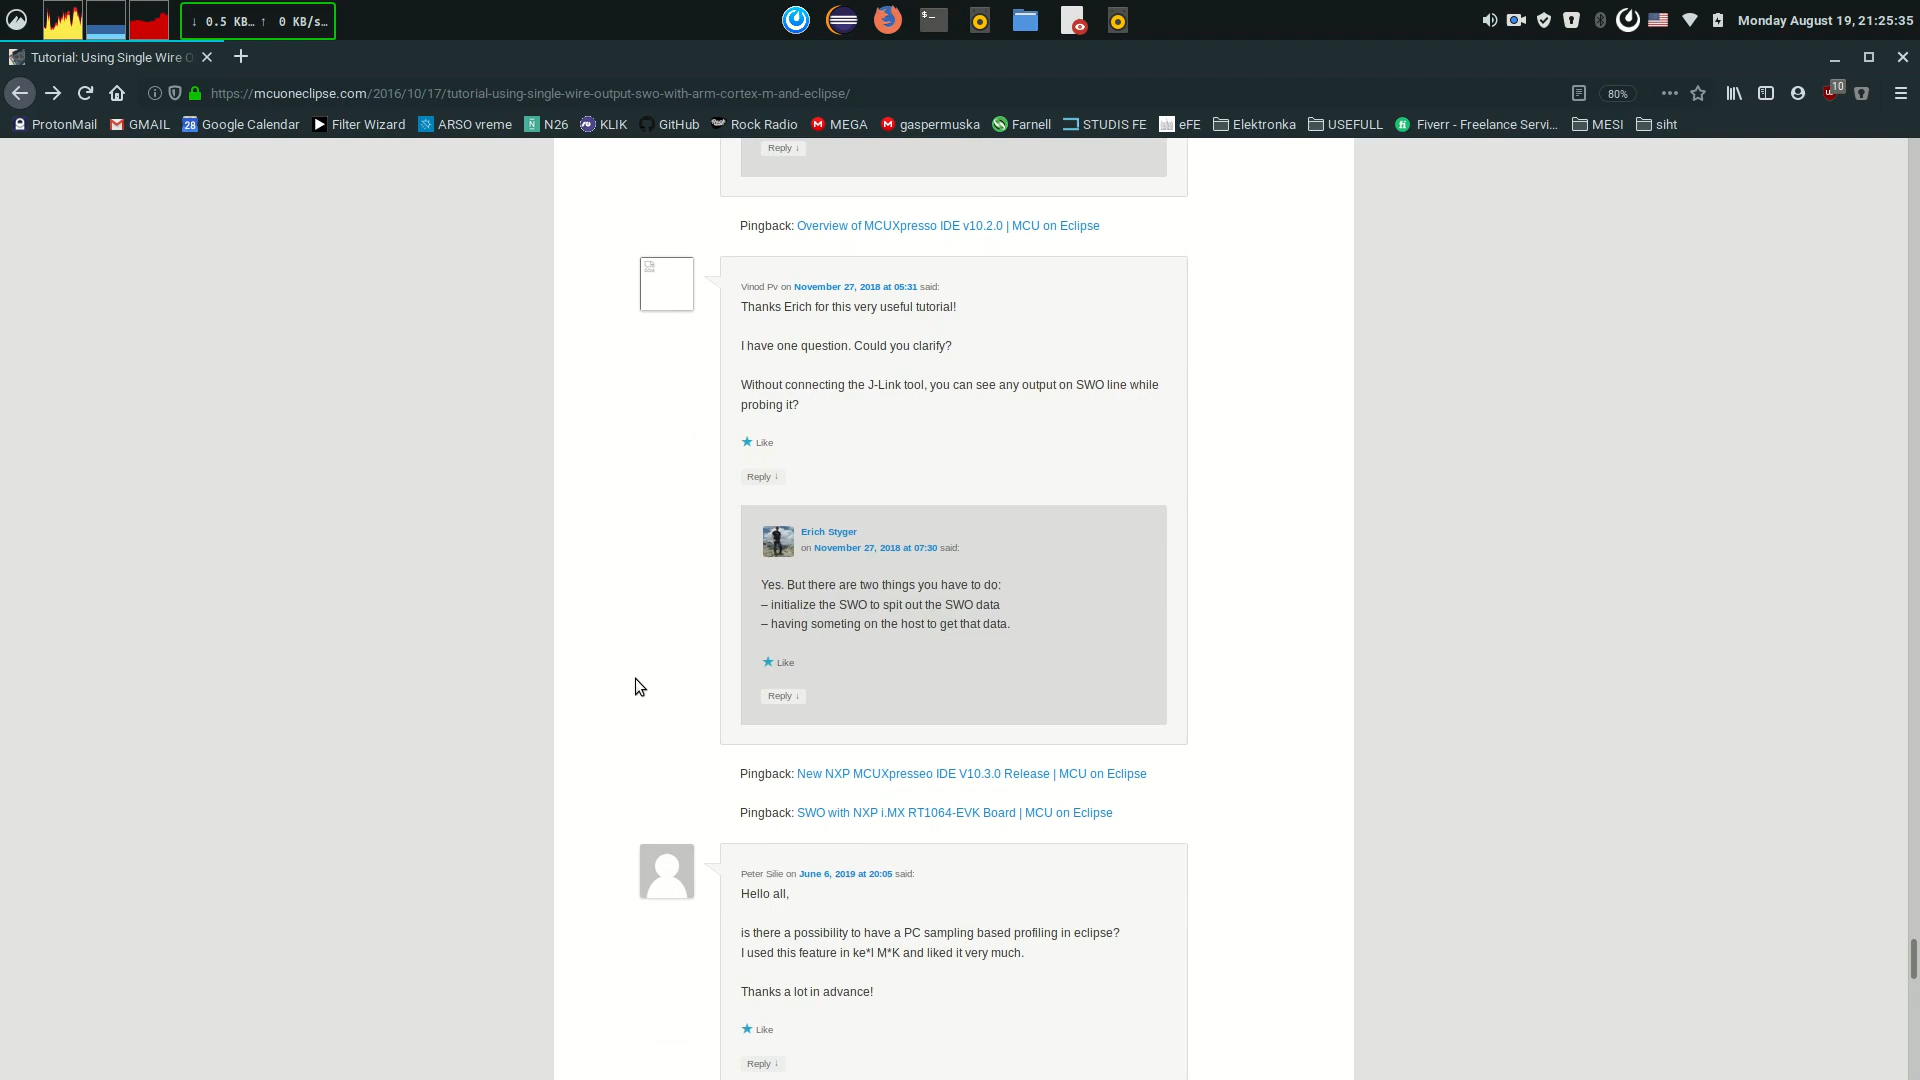 ↓ 0.5 KB… ↑ 0 KB/s…
Monday August 19, 21:25:35
Tutorial: Using Single Wire O
https://mcuoneclipse.com/2016/10/17/tutorial-using-single-wire-output-swo-with-arm-cortex-m-and-eclipse/
80%
10
ProtonMail GMAIL 28 Google Calendar Filter Wizard ARSO vreme N26 KLIK GitHub Rock Radio MEGA gaspermuska Farnell STUDIS FE eFE Elektronka USEFULL Fiverr - Freelance Servi… MESI siht
Reply ↓
Pingback: Overview of MCUXpresso IDE v10.2.0 | MCU on Eclipse
Vinod Pv on November 27, 2018 at 05:31 said:
Thanks Erich for this very useful tutorial!
I have one question. Could you clarify?
Without connecting the J-Link tool, you can see any output on SWO line while
probing it?
Like
Reply ↓
Erich Styger
on November 27, 2018 at 07:30 said:
Yes. But there are two things you have to do:
– initialize the SWO to spit out the SWO data
– having someting on the host to get that data.
Like
Reply ↓
Pingback: New NXP MCUXpresseo IDE V10.3.0 Release | MCU on Eclipse
Pingback: SWO with NXP i.MX RT1064-EVK Board | MCU on Eclipse
Peter Silie on June 6, 2019 at 20:05 said:
Hello all,
is there a possibility to have a PC sampling based profiling in eclipse?
I used this feature in ke*l M*K and liked it very much.
Thanks a lot in advance!
Like
Reply ↓